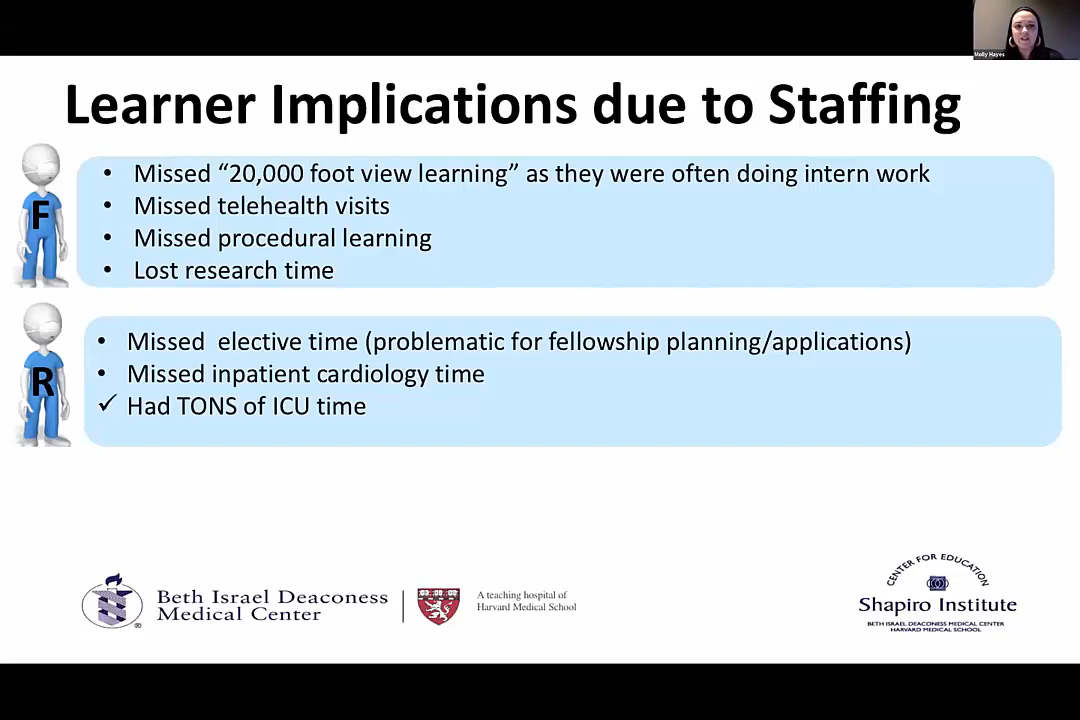 Molly Hayes
Learner Implications due to Staffing
F
• Missed “20,000 foot view learning” as they were often doing intern work
• Missed telehealth visits
• Missed procedural learning
• Lost research time
R
• Missed  elective time (problematic for fellowship planning/applications)
• Missed inpatient cardiology time
✓ Had TONS of ICU time
Beth Israel Deaconess
Medical Center
®
A teaching hospital of
Harvard Medical School
CENTER FOR EDUCATION
Shapiro Institute
BETH ISRAEL DEACONESS MEDICAL CENTER
HARVARD MEDICAL SCHOOL